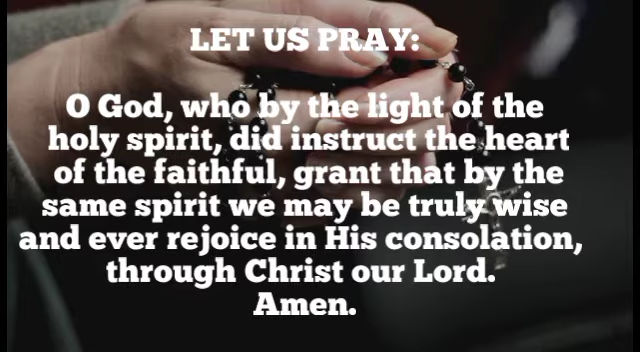 LET US PRAY:
O God, who by the light of the
holy spirit, did instruct the heart
of the faithful, grant that by the
same spirit we may be truly wise
and ever rejoice in His consolation,
through Christ our Lord.
Amen.